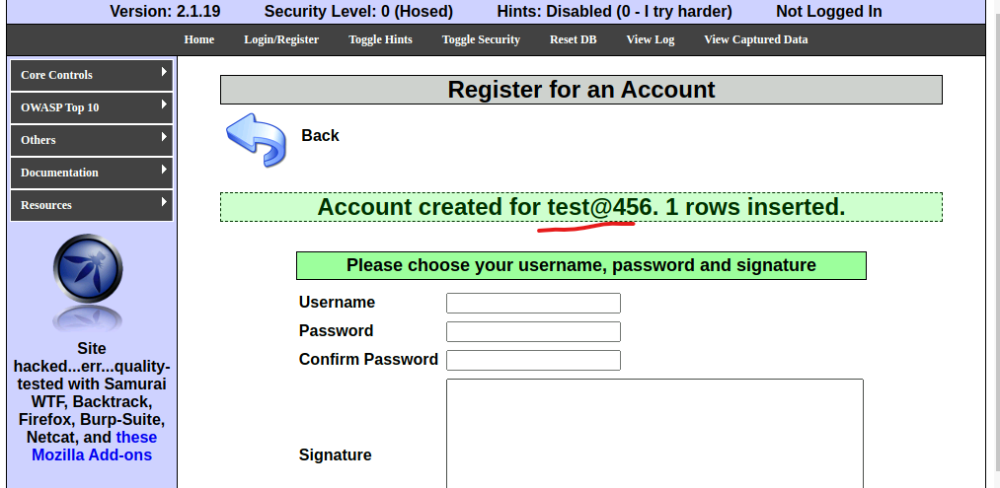 Version: 2.1.19 Security Level: 0 (Hosed) Hints: Disabled (0 - I try harder) Not Logged In
Home Login/Register Toggle Hints Toggle Security Reset DB View Log View Captured Data
Core Controls
OWASP Top 10
Others
Documentation
Resources
Site
hacked...err...quality-
tested with Samurai
WTF, Backtrack,
Firefox, Burp-Suite,
Netcat, and these
Mozilla Add-ons
Register for an Account
Back
Account created for test@456. 1 rows inserted.
Please choose your username, password and signature
Username
Password
Confirm Password
Signature